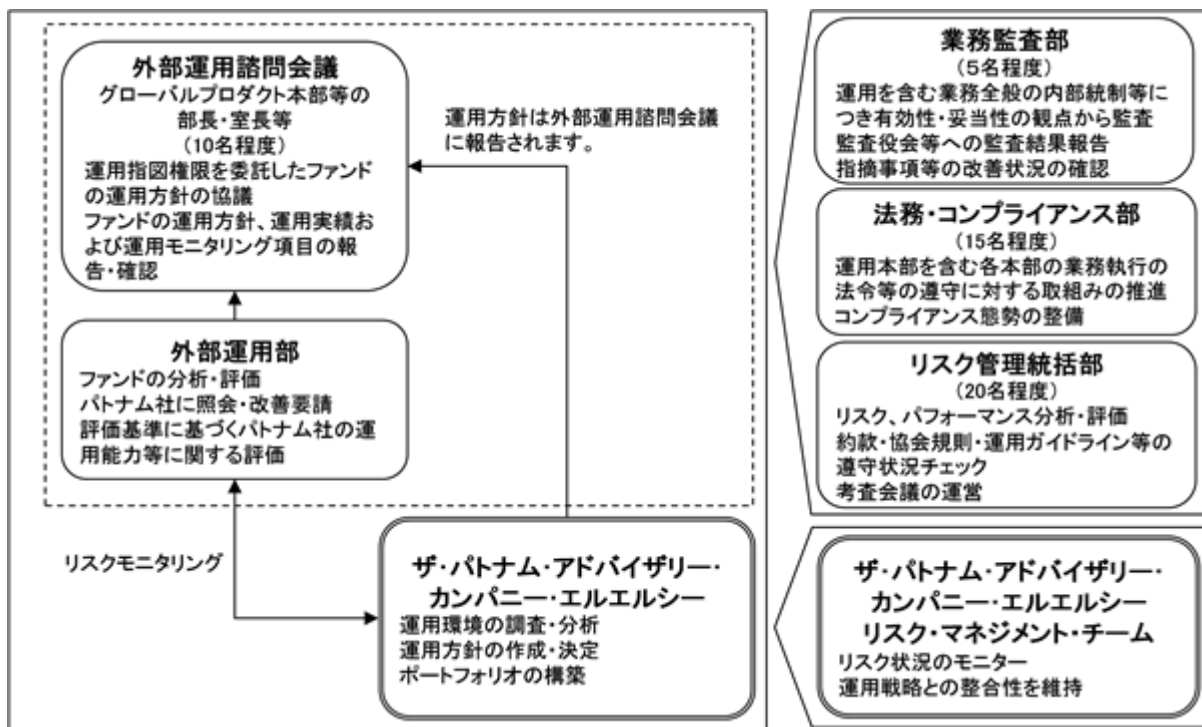 外部運用諮問会議
グローバルプロダクト本部等の
部長・室長等
(10名程度)
運用指図権限を委託したファンド
の運用方針の協議
ファンドの運用方針、運用実績お
よび運用モニタリング項目の報
告・確認
運用方針は外部運用諮問会議
に報告されます。
外部運用部
ファンドの分析・評価
パトナム社に照会・改善要請
評価基準に基づくパトナム社の運
用能力等に関する評価
リスクモニタリング
ザ・パトナム・アドバイザリー・
カンパニー・エルエルシー
運用環境の調査・分析
運用方針の作成・決定
ポートフォリオの構築
業務監査部
(5名程度)
運用を含む業務全般の内部統制等に
つき有効性・妥当性の観点から監査
監査役会等への監査結果報告
指摘事項等の改善状況の確認
法務・コンプライアンス部
(15名程度)
運用本部を含む各本部の業務執行の
法令等の遵守に対する取組みの推進
コンプライアンス態勢の整備
リスク管理統括部
(20名程度)
リスク、パフォーマンス分析・評価
約款・協会規則・運用ガイドライン等の
遵守状況チェック
考査会議の運営
ザ・パトナム・アドバイザリー・
カンパニー・エルエルシー
リスク・マネジメント・チーム
リスク状況のモニター
運用戦略との整合性を維持